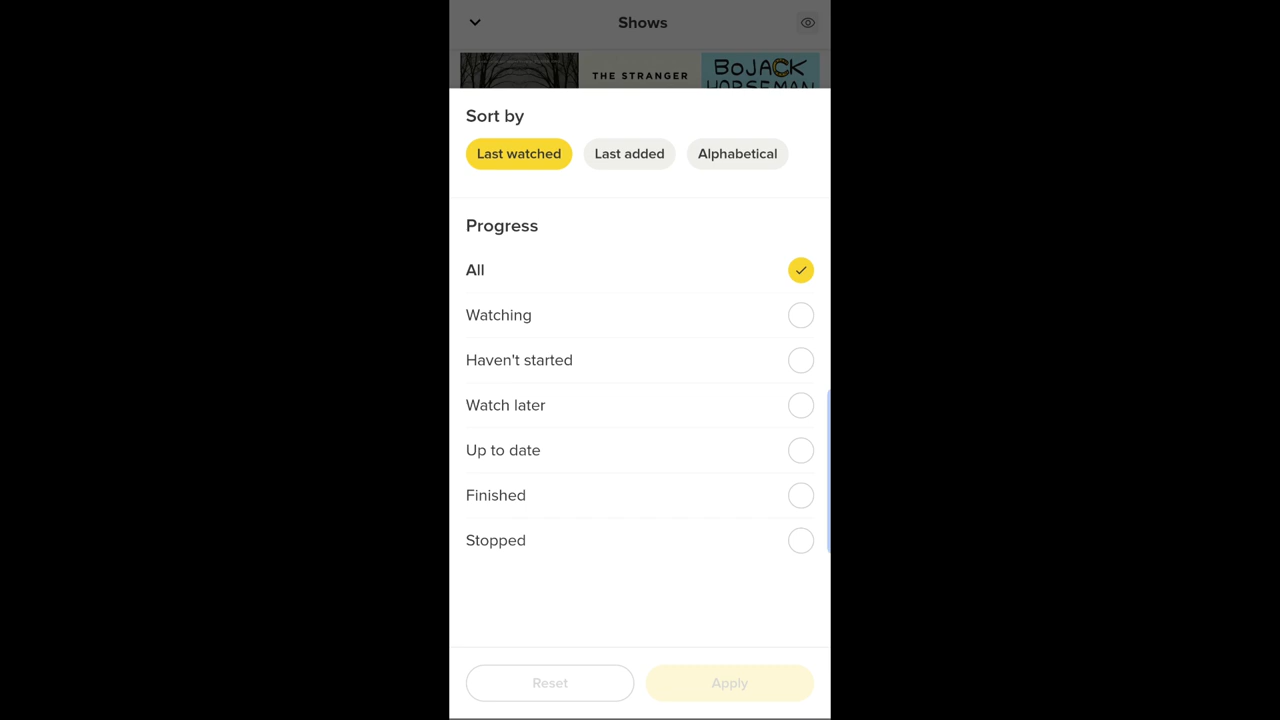 Shows
THE STRANGER
BOJACK
HORSEMAN
Sort by
Last watched
Last added
Alphabetical
Progress
All
Watching
Haven't started
Watch later
Up to date
Finished
Stopped
Reset
Apply